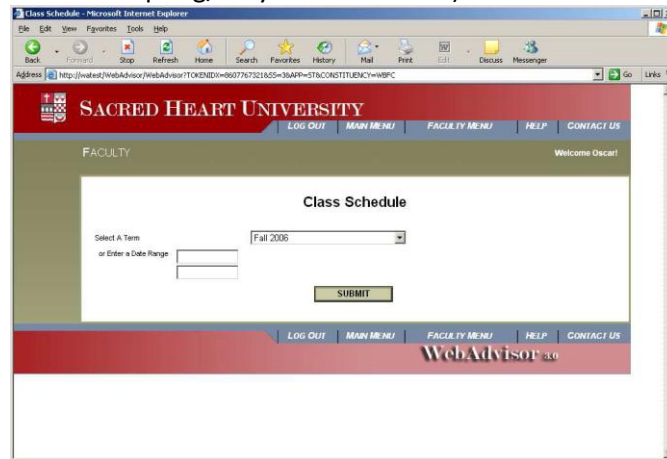 Class Schedule - Microsoft Internet Explorer
File Edit View Favorites Tools Help
Back Forward Stop Refresh Home Search Favorites History Mail Print Edit Discuss Messenger
Address http://watest/WebAdvisor/WebAdvisor?TOKENIDX=8607767321&SS=3&APP=ST&CONSTITUENCY=WBFC Go Links
SACRED HEART UNIVERSITY
LOG OUT MAIN MENU FACULTY MENU HELP CONTACT US
FACULTY Welcome Oscar!
Class Schedule
Select A Term Fall 2006
or Enter a Date Range
SUBMIT
LOG OUT MAIN MENU FACULTY MENU HELP CONTACT US
WebAdvisor 3.0